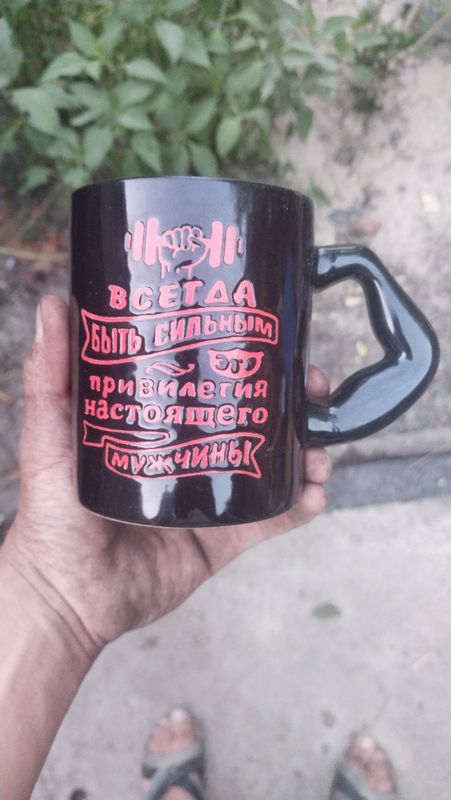 ВСЕГДА
БЫТЬ СИЛЬНЫМ
ЭТО
ПРИВИЛЕГИЯ
НАСТОЯЩЕГО
МУЖЧИНЫ